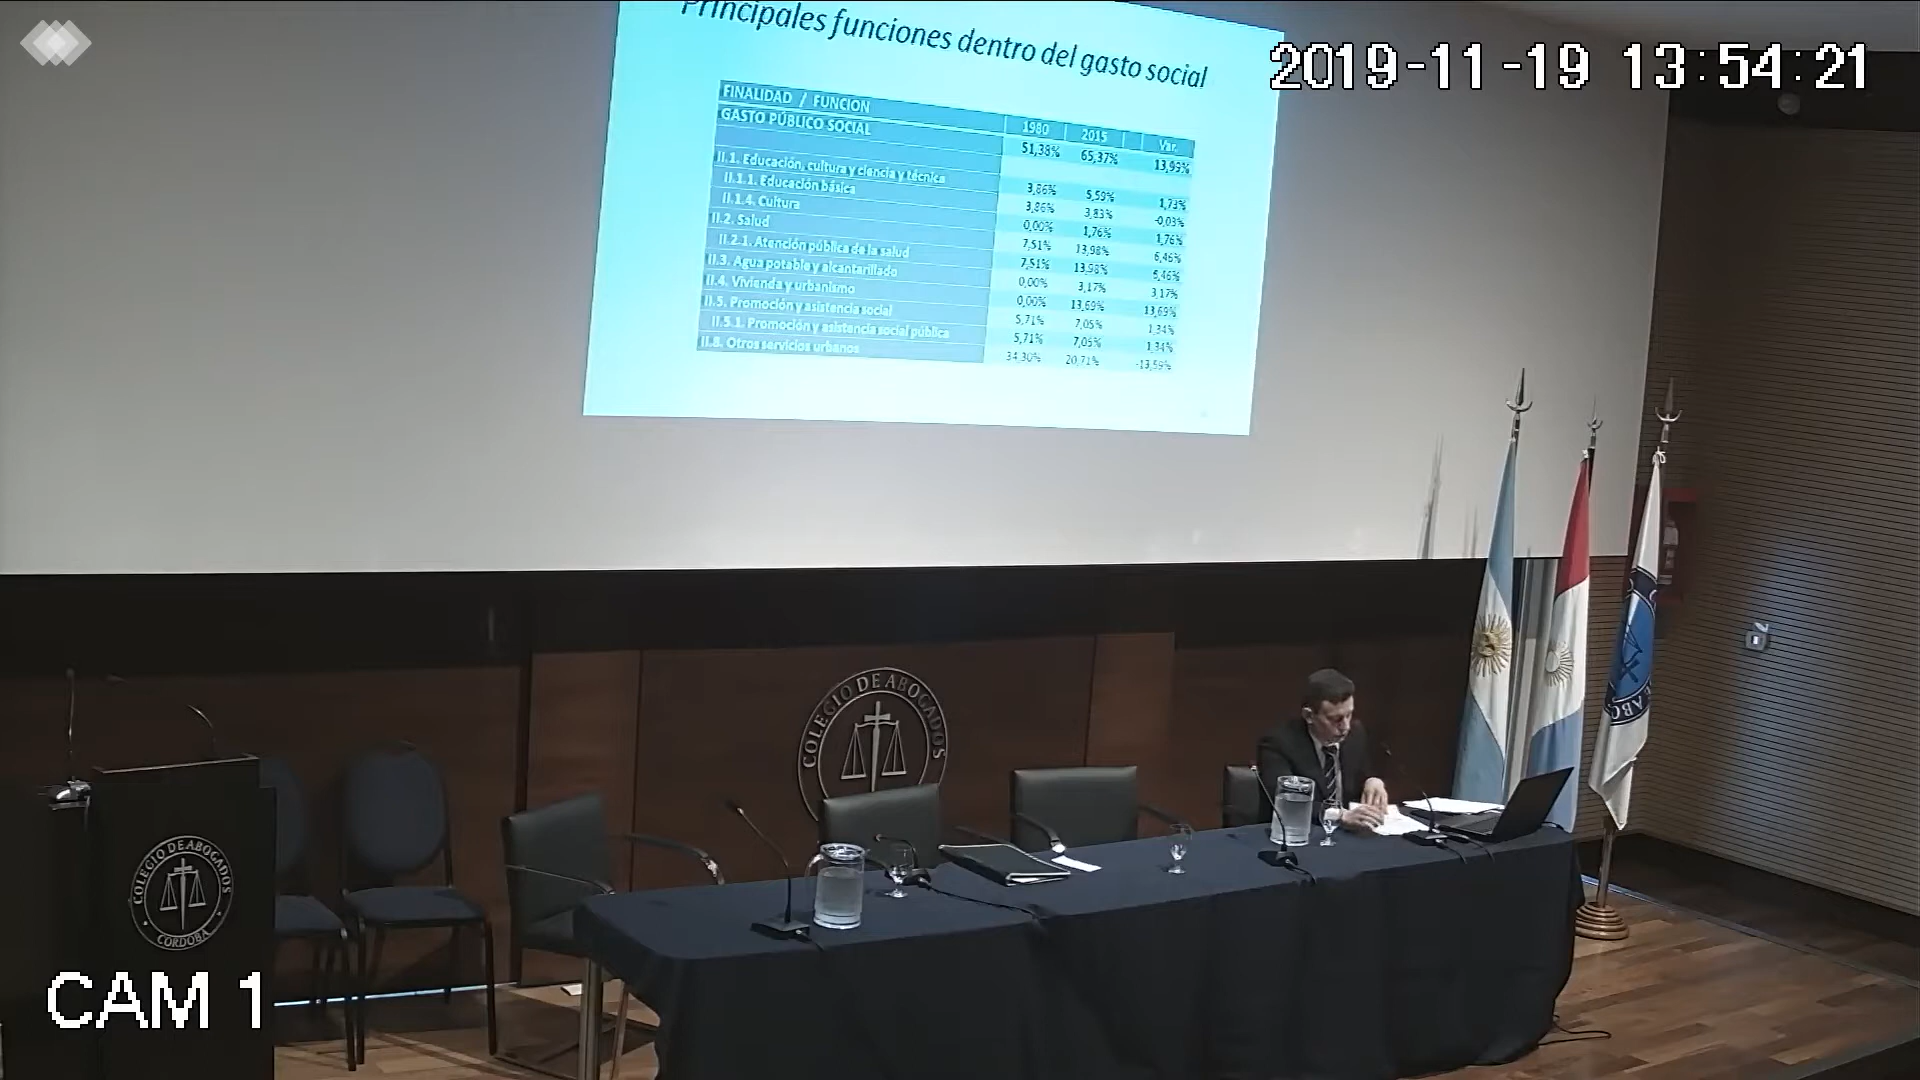 Principales funciones dentro del gasto social
2019-11-19 13:54:21
FINALIDAD / FUNCION 1980 2015 Var.
GASTO PÚBLICO SOCIAL 51,38% 65,37% 13,99%
II.1. Educación, cultura y ciencia y técnica 3,86% 5,59% 1,73%
II.1.1. Educación básica 3,86% 3,83% -0,03%
II.1.4. Cultura 0,00% 1,76% 1,76%
II.2. Salud 7,51% 13,98% 6,46%
II.2.1. Atención pública de la salud 7,51% 13,98% 6,46%
II.3. Agua potable y alcantarillado 0,00% 3,17% 3,17%
II.4. Vivienda y urbanismo 0,00% 13,69% 13,69%
II.5. Promoción y asistencia social 5,71% 7,05% 1,34%
II.5.1. Promoción y asistencia social pública 5,71% 7,05% 1,34%
II.8. Otros servicios urbanos 34,30% 20,71% -13,59%
COLEGIO DE ABOGADOS
COLEGIO DE ABOGADOS
CÓRDOBA
CAM 1